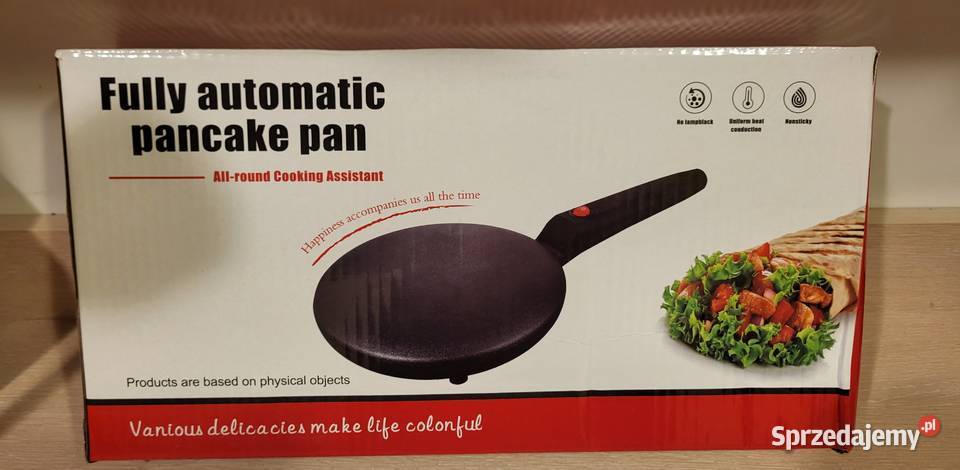 Fully automatic
pancake pan
All-round Cooking Assistant
No lampblack
Uniform heat
conduction
Nonsticky
Happiness accompanies us all the time
Products are based on physical objects
Vanious delicacies make life colonful
Sprzedajemy.pl